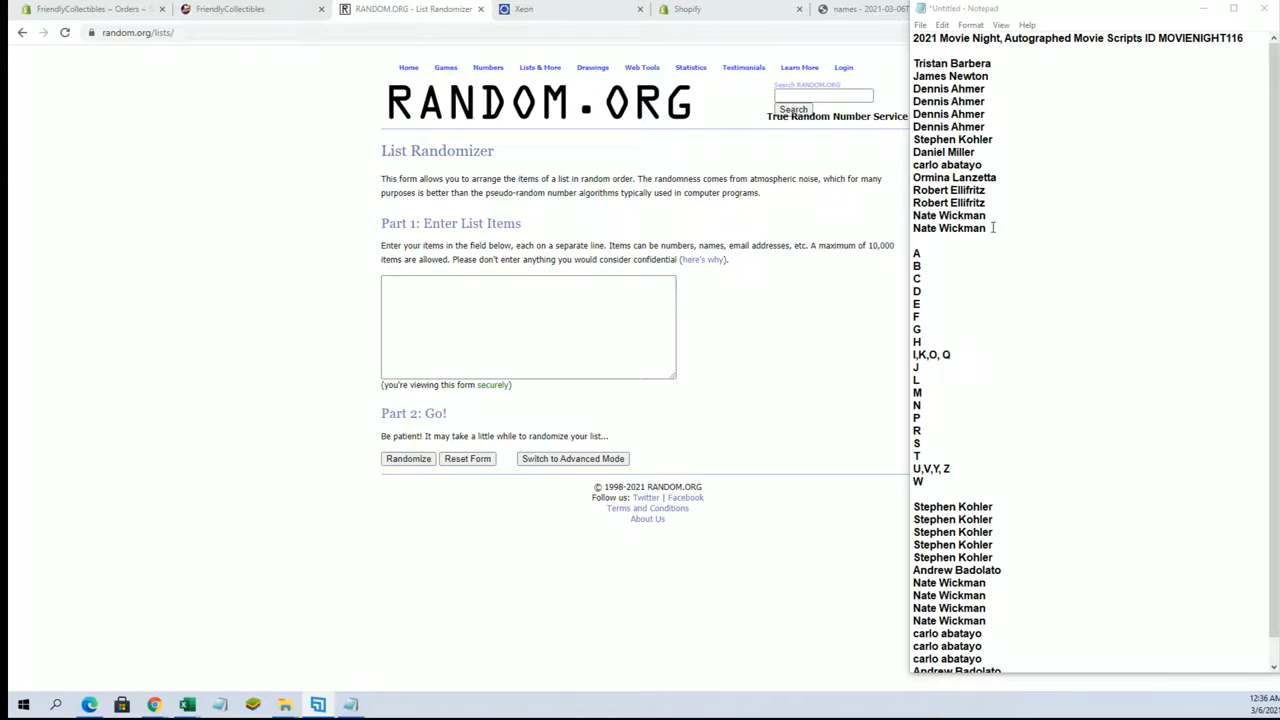 FriendlyCollectibles ~ Orders ~ S
FriendlyCollectibles
RANDOM.ORG - List Randomizer
Xeon
Shopify
names - 2021-03-06T
random.org/lists/
Home
Games
Numbers
Lists & More
Drawings
Web Tools
Statistics
Testimonials
Learn More
Login
RANDOM.ORG
Search RANDOM.ORG
Search
True Random Number Service
List Randomizer
This form allows you to arrange the items of a list in random order. The randomness comes from atmospheric noise, which for many
purposes is better than the pseudo-random number algorithms typically used in computer programs.
Part 1: Enter List Items
Enter your items in the field below, each on a separate line. Items can be numbers, names, email addresses, etc. A maximum of 10,000
items are allowed. Please don't enter anything you would consider confidential (here's why).
(you're viewing this form securely)
Part 2: Go!
Be patient! It may take a little while to randomize your list...
Randomize
Reset Form
Switch to Advanced Mode
© 1998-2021 RANDOM.ORG
Follow us: Twitter | Facebook
Terms and Conditions
About Us
*Untitled - Notepad
File Edit Format View Help
2021 Movie Night, Autographed Movie Scripts ID MOVIENIGHT116
Tristan Barbera
James Newton
Dennis Ahmer
Dennis Ahmer
Dennis Ahmer
Dennis Ahmer
Stephen Kohler
Daniel Miller
carlo abatayo
Ormina Lanzetta
Robert Ellifritz
Robert Ellifritz
Nate Wickman
Nate Wickman
A
B
C
D
E
F
G
H
I,K,O, Q
J
L
M
N
P
R
S
T
U,V,Y, Z
W
Stephen Kohler
Stephen Kohler
Stephen Kohler
Stephen Kohler
Stephen Kohler
Andrew Badolato
Nate Wickman
Nate Wickman
Nate Wickman
Nate Wickman
carlo abatayo
carlo abatayo
carlo abatayo
Andrew Badolato
12:36 AM
3/6/2021